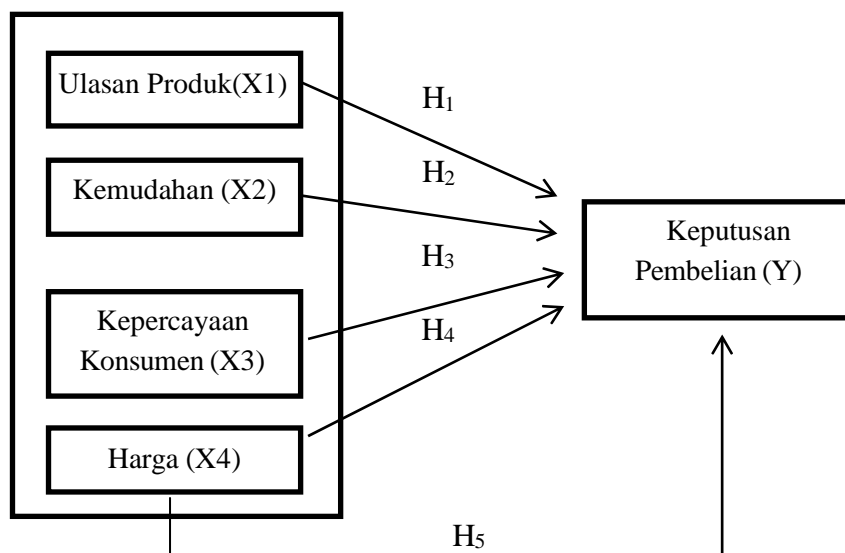 Ulasan Produk(X1)
H₁
Kemudahan (X2)
H₂
Keputusan
Pembelian (Y)
H₃
Kepercayaan
Konsumen (X3)
H₄
Harga (X4)
H₅